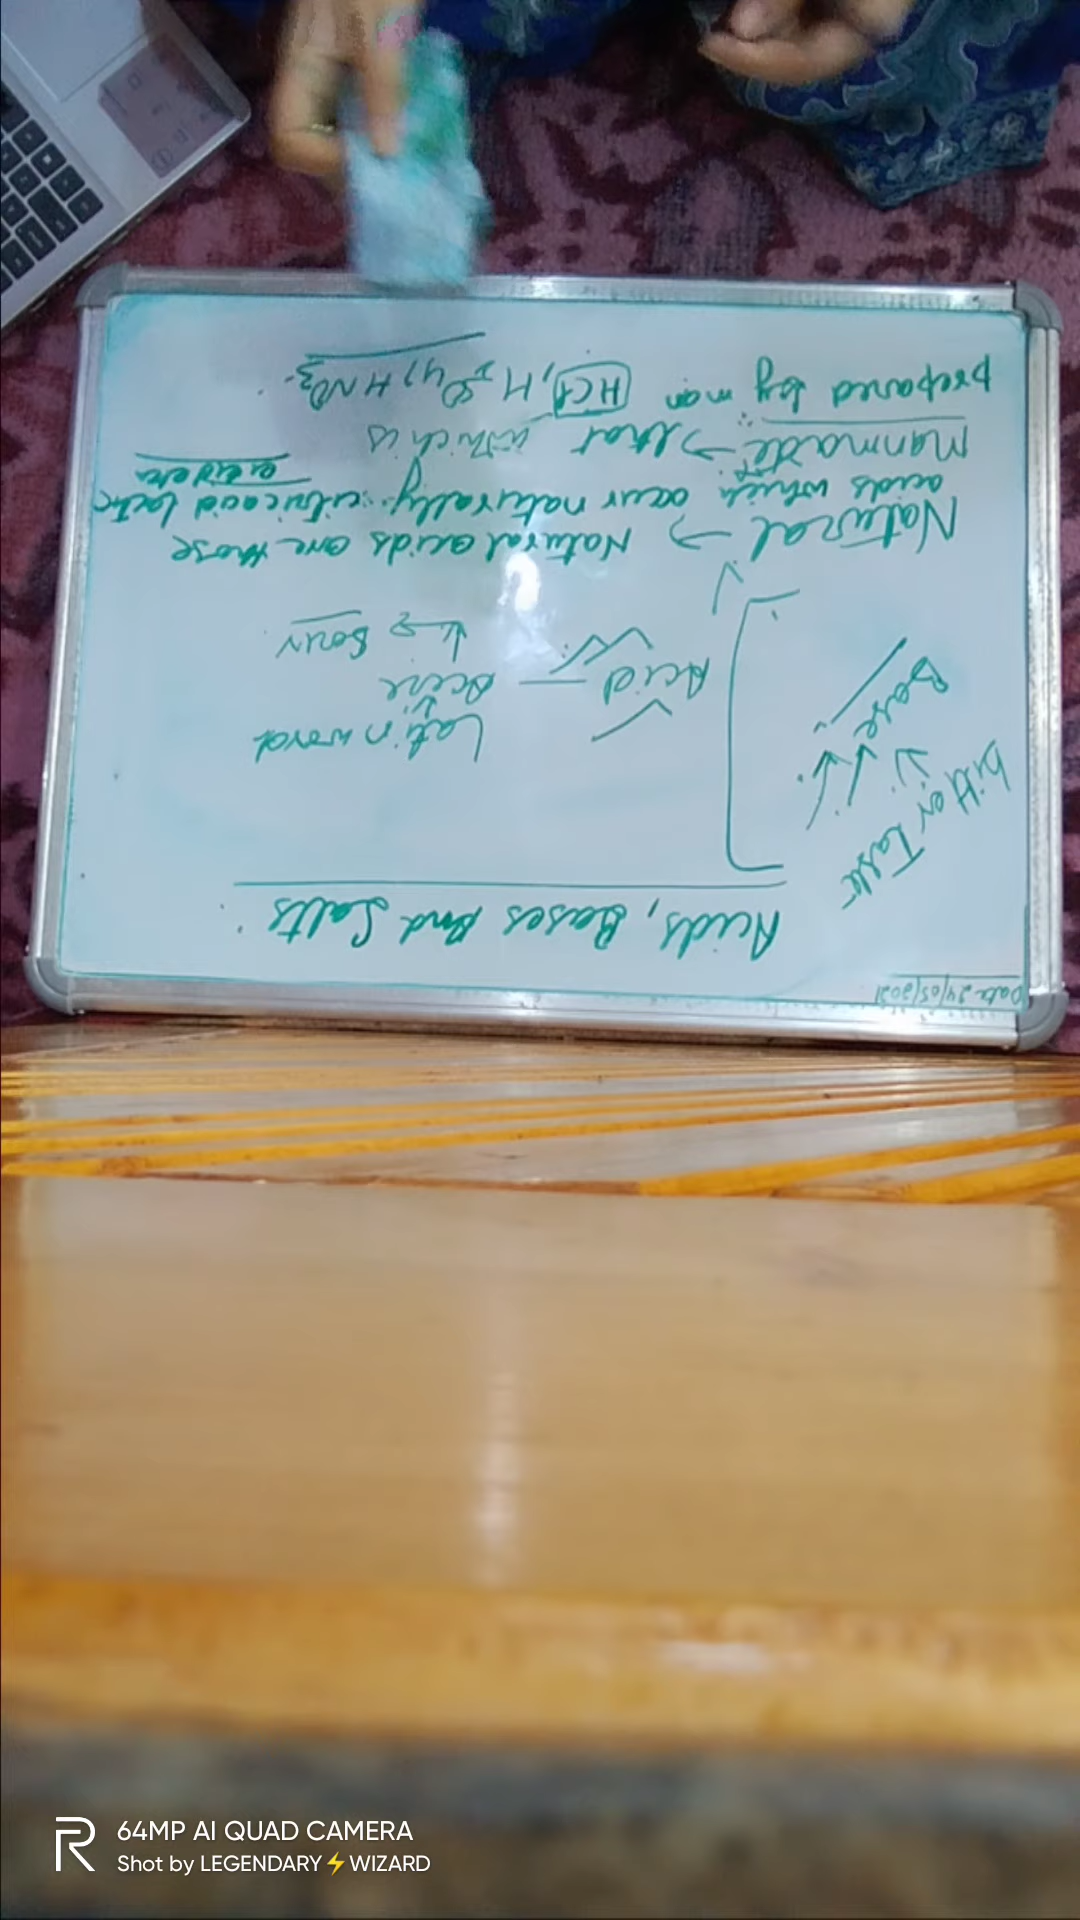 Date 24/05/2021
Acids, Bases And Salts
bitter Taste
Base
Latin word
Acid — Acere
→ Sour
Natural → Natural acids are those
acids which occur naturally. citric acid lactic
acid etc
Manmade → that which is
prepared by man HCl, H2SO4, HNO3.
64MP AI QUAD CAMERA
Shot by LEGENDARY⚡WIZARD